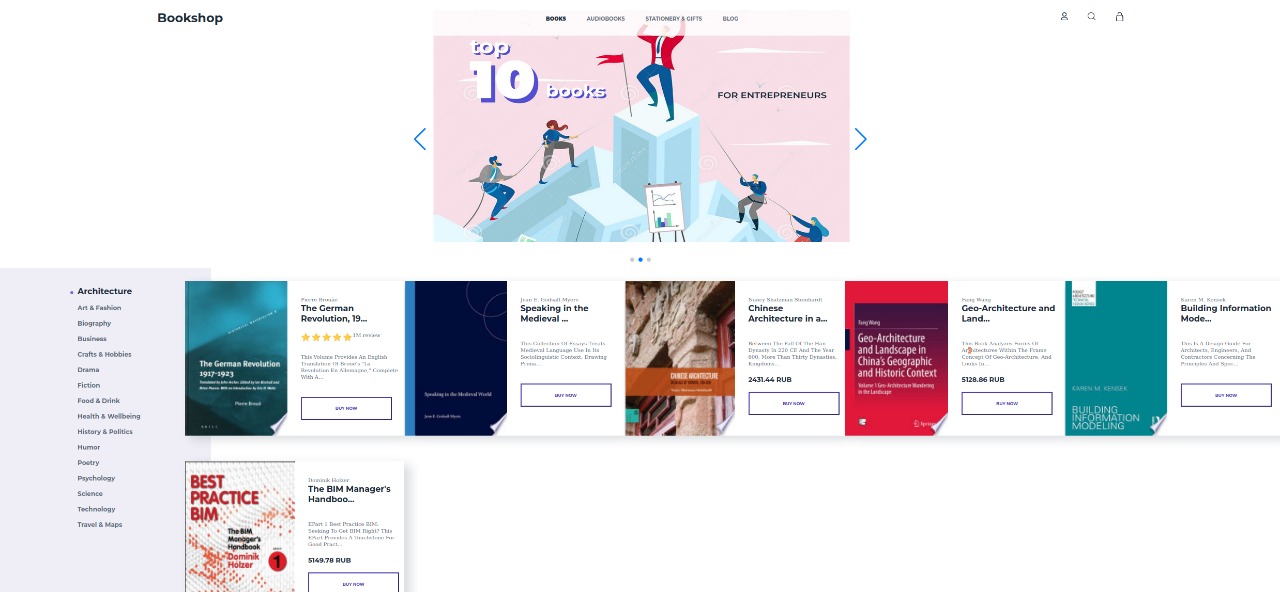 Bookshop
BOOKS
AUDIOBOOKS
STATIONERY & GIFTS
BLOG
top
10 books
FOR ENTREPRENEURS
Architecture
Art & Fashion
Biography
Business
Crafts & Hobbies
Drama
Fiction
Food & Drink
Health & Wellbeing
History & Politics
Humor
Poetry
Psychology
Science
Technology
Travel & Maps
The German Revolution
1917-1923
Pierre Broué
BRILL
Pierre Broué
The German
Revolution, 19...
1M review
This Volume Provides An English
Translation Of Broué's "La
Revolution En Allemagne," Complete
With A...
BUY NOW
Speaking in the Medieval World
Jean E. Godsall-Myers
Jean E. Godsall-Myers
Speaking in the
Medieval ...
This Collection Of Essays Treats
Medieval Language Use In Its
Sociolinguistic Context. Drawing
Primar...
BUY NOW
CHINESE ARCHITECTURE
Nancy Shatzman Steinhardt
Chinese
Architecture in a...
Between The Fall Of The Han
Dynasty In 220 CE And The Year
600, More Than Thirty Dynasties,
Kingdoms...
2431.44 RUB
BUY NOW
Fang Wang
Geo-Architecture
and Landscape in
China's Geographic
and Historic Context
Volume 1 Geo-Architecture Wandering
in the Landscape
Springer
Fang Wang
Geo-Architecture and
Land...
This Book Analyzes Forms Of
Architectures Within The Frame
Concept Of Geo-Architecture, And
Looks In...
5128.86 RUB
BUY NOW
KAREN M. KENSEK
BUILDING
INFORMATION
MODELING
Karen M. Kensek
Building Information
Mode...
This Is A Design Guide For
Architects, Engineers, And
Contractors Concerning The
Principles And Spec...
BUY NOW
BEST
PRACTICE
BIM
The BIM
Manager's
Handbook
Dominik
Holzer
1
Dominik Holzer
The BIM Manager's
Handboo...
EPart 1 Best Practice BIM.
Seeking To Get BIM Right? This
EPart Provides A Touchstone For
Good Pract...
5149.78 RUB
BUY NOW